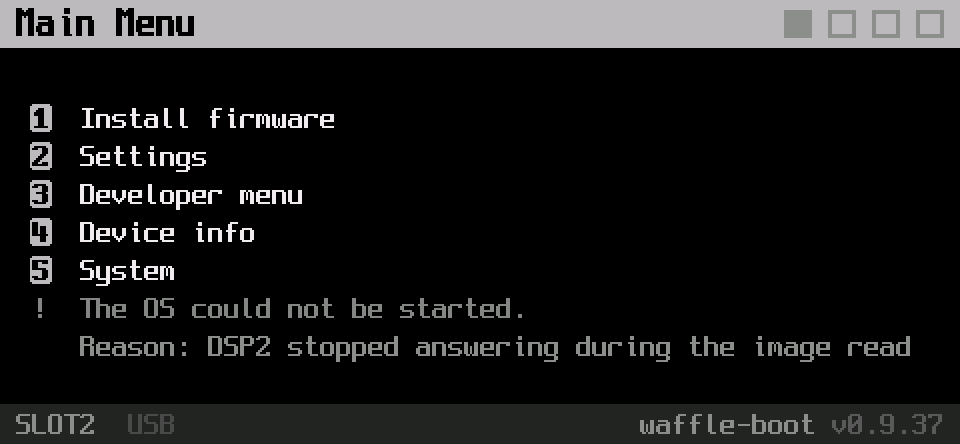 Main Menu
1 Install firmware
2 Settings
3 Developer menu
4 Device info
5 System
! The OS could not be started.
Reason: DSP2 stopped answering during the image read
SLOT2 USB waffle-boot v0.9.37